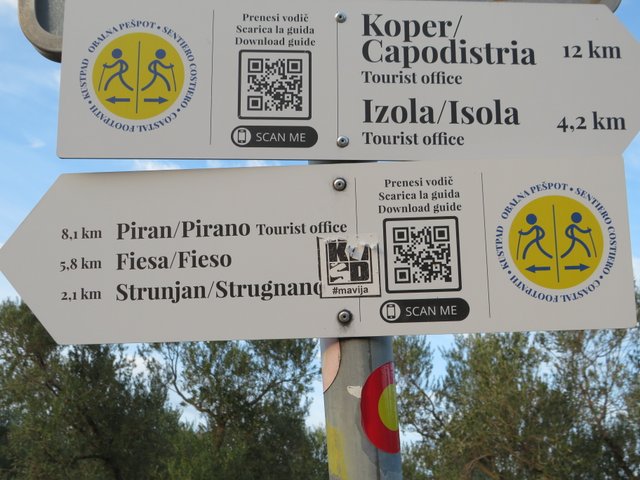 OBALNA PEŠPOT • SENTIERO COSTIERO • COASTAL FOOTPATH • KUSTPAD
Prenesi vodič
Scarica la guida
Download guide
SCAN ME
Koper/
Capodistria
12 km
Tourist office
Izola/Isola
4,2 km
Tourist office
8,1 km Piran/Pirano Tourist office
5,8 km Fiesa/Fieso
2,1 km Strunjan/Strugnano
#mavija
Prenesi vodič
Scarica la guida
Download guide
SCAN ME
OBALNA PEŠPOT • SENTIERO COSTIERO • COASTAL FOOTPATH • KUSTPAD